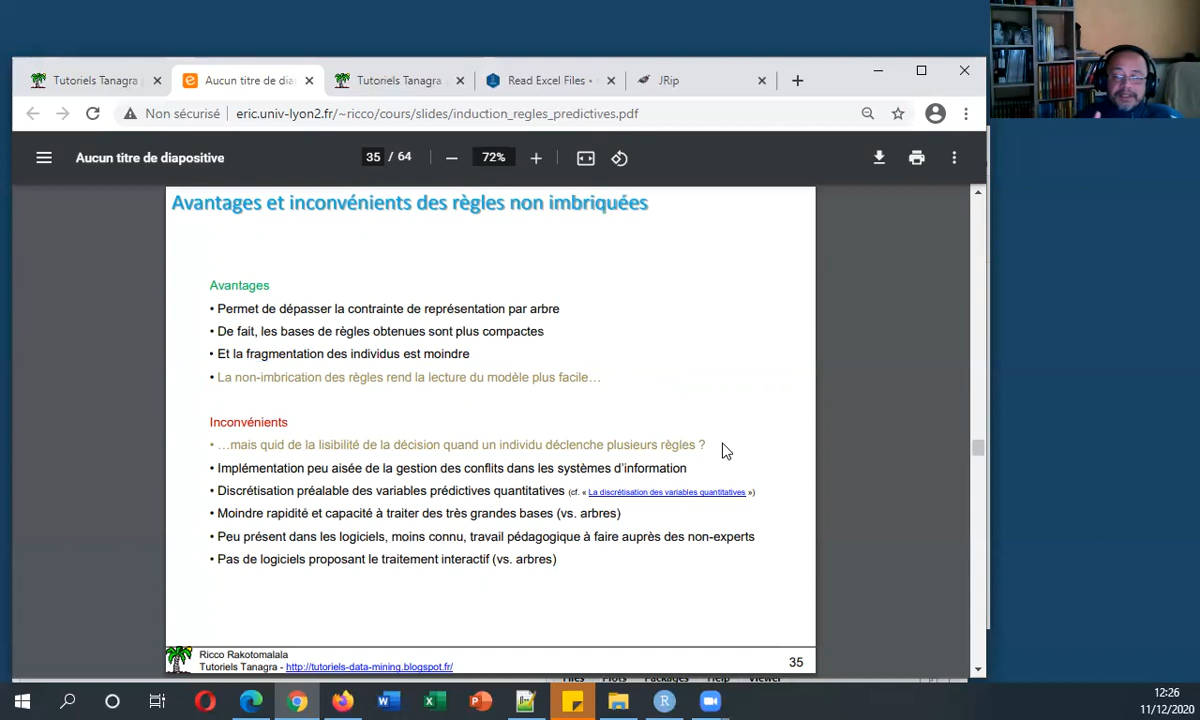 Tutoriels Tanagra
Aucun titre de dia
Tutoriels Tanagra
Read Excel Files •
JRip
Non sécurisé
eric.univ-lyon2.fr/~ricco/cours/slides/induction_regles_predictives.pdf
Aucun titre de diapositive
35 / 64
72%
Avantages et inconvénients des règles non imbriquées
Avantages
• Permet de dépasser la contrainte de représentation par arbre
• De fait, les bases de règles obtenues sont plus compactes
• Et la fragmentation des individus est moindre
• La non-imbrication des règles rend la lecture du modèle plus facile…
Inconvénients
• …mais quid de la lisibilité de la décision quand un individu déclenche plusieurs règles ?
• Implémentation peu aisée de la gestion des conflits dans les systèmes d'information
• Discrétisation préalable des variables prédictives quantitatives (cf. « La discrétisation des variables quantitatives »)
• Moindre rapidité et capacité à traiter des très grandes bases (vs. arbres)
• Peu présent dans les logiciels, moins connu, travail pédagogique à faire auprès des non-experts
• Pas de logiciels proposant le traitement interactif (vs. arbres)
Ricco Rakotomalala
Tutoriels Tanagra - http://tutoriels-data-mining.blogspot.fr/
35
Files Plots Packages Help Viewer
12:26
11/12/2020